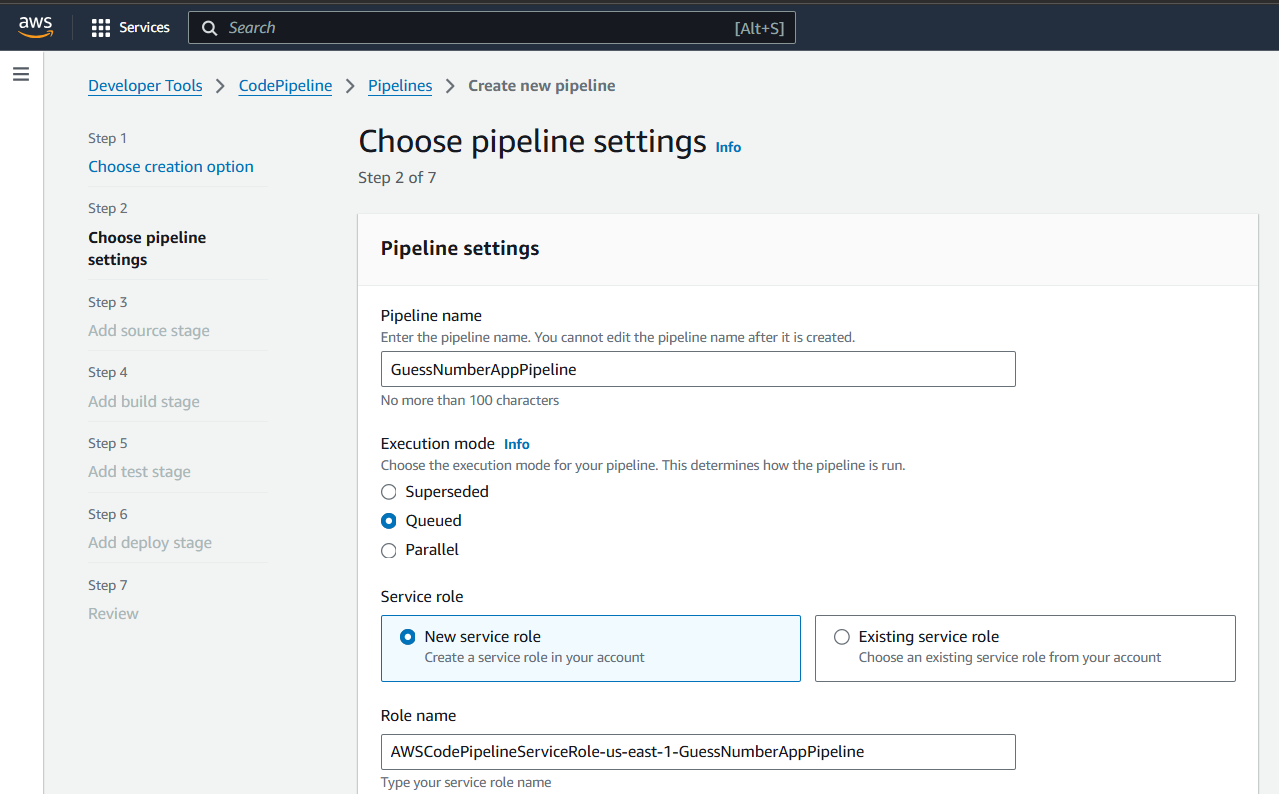 aws Services Search [Alt+S]
Developer Tools > CodePipeline > Pipelines > Create new pipeline
Step 1
Choose creation option
Step 2
Choose pipeline
settings
Step 3
Add source stage
Step 4
Add build stage
Step 5
Add test stage
Step 6
Add deploy stage
Step 7
Review
Choose pipeline settings Info
Step 2 of 7
Pipeline settings
Pipeline name
Enter the pipeline name. You cannot edit the pipeline name after it is created.
GuessNumberAppPipeline
No more than 100 characters
Execution mode Info
Choose the execution mode for your pipeline. This determines how the pipeline is run.
Superseded
Queued
Parallel
Service role
New service role
Create a service role in your account
Existing service role
Choose an existing service role from your account
Role name
AWSCodePipelineServiceRole-us-east-1-GuessNumberAppPipeline
Type your service role name